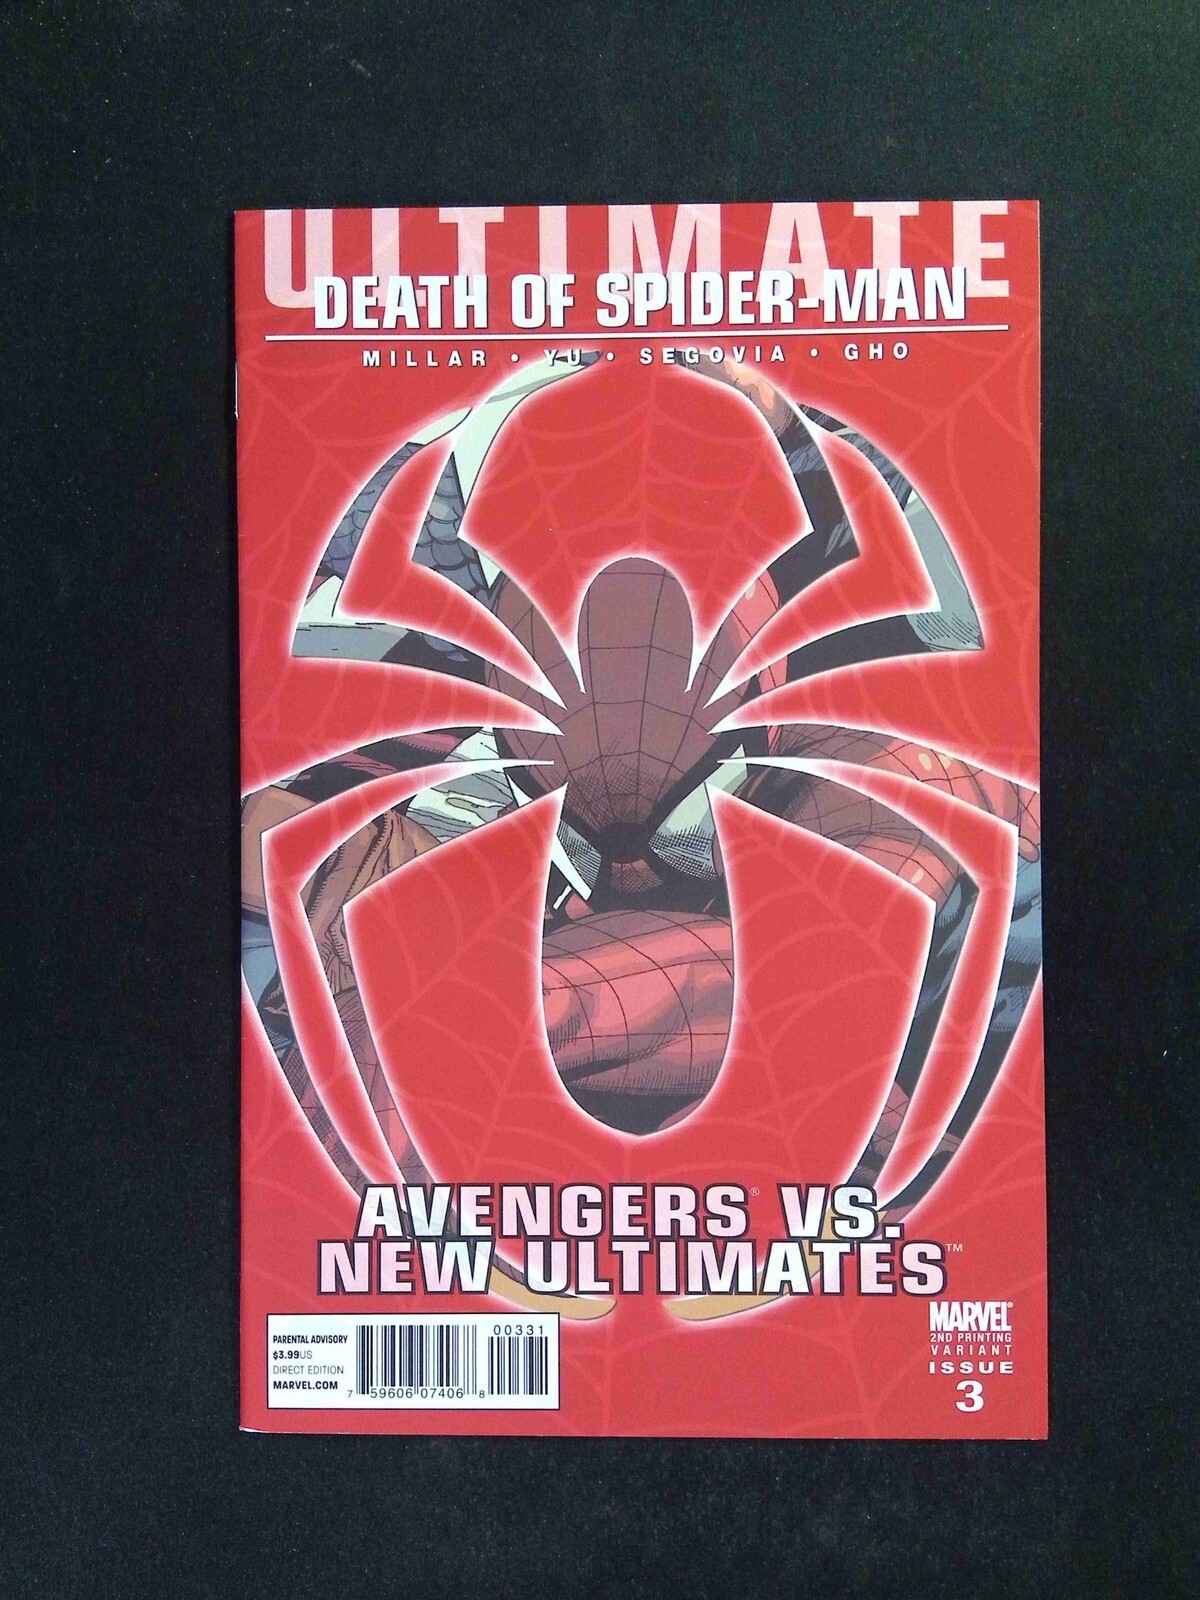 ULTIMATE
DEATH OF SPIDER-MAN
MILLAR • YU • SEGOVIA • GHO
AVENGERS® VS.
NEW ULTIMATES™
MARVEL®
2ND PRINTING
VARIANT
ISSUE
3
PARENTAL ADVISORY
$3.99US
DIRECT EDITION
MARVEL.COM
00331
7 59606 07406 8